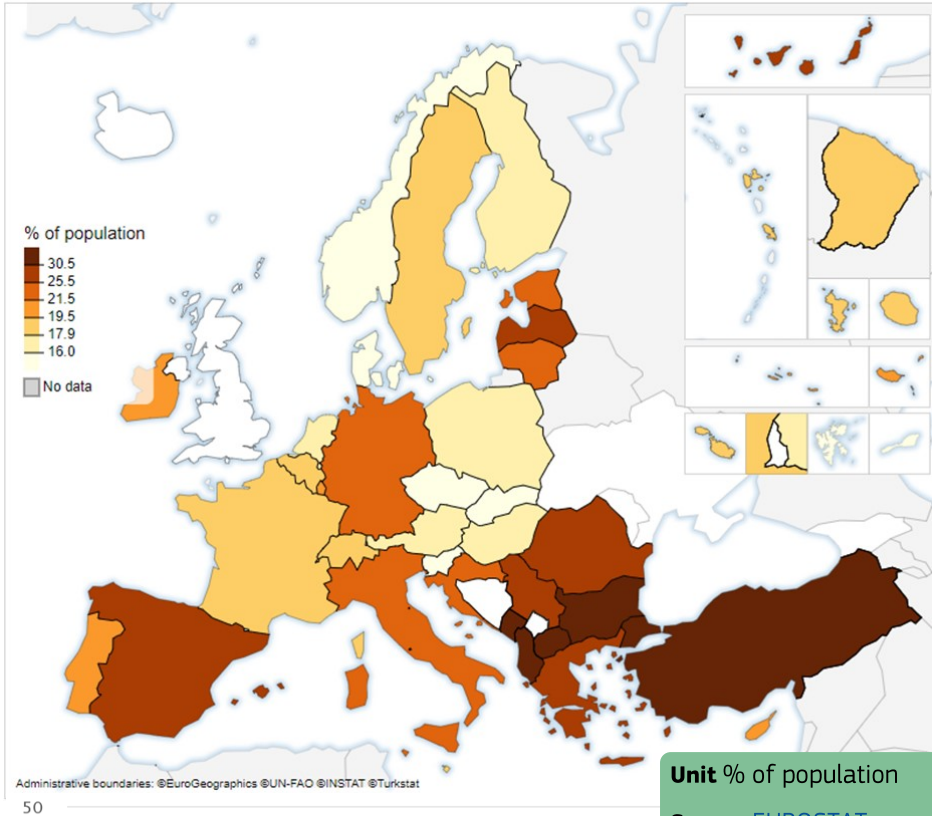 % of population
30.5
25.5
21.5
19.5
17.9
16.0
No data
Administrative boundaries: ©EuroGeographics ©UN-FAO ©INSTAT ©Turkstat
Unit % of population
EUROSTAT
50